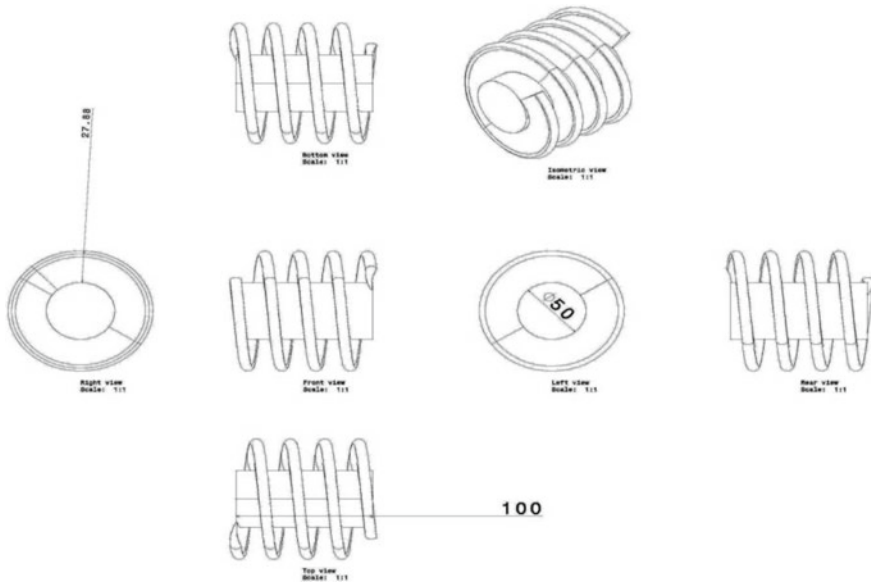 Bottom view
Scale: 1:1
Isometric view
Scale: 1:1
27.88
Right view
Scale: 1:1
Front view
Scale: 1:1
Ø50
Left view
Scale: 1:1
Rear view
Scale: 1:1
100
Top view
Scale: 1:1